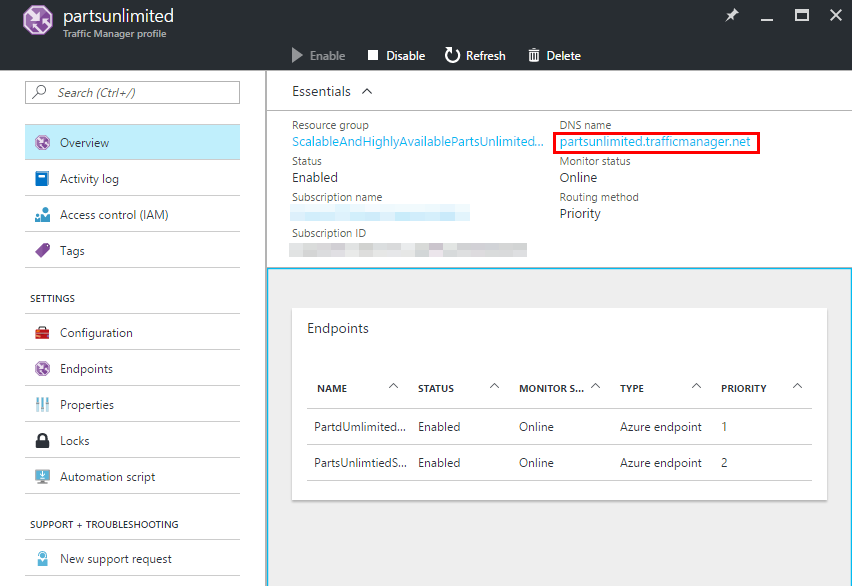 partsunlimited
Traffic Manager profile
Enable Disable Refresh Delete
Search (Ctrl+/)
Overview
Activity log
Access control (IAM)
Tags
SETTINGS
Configuration
Endpoints
Properties
Locks
Automation script
SUPPORT + TROUBLESHOOTING
New support request
Essentials
Resource group
ScalableAndHighlyAvailablePartsUnlimited...
Status
Enabled
Subscription name
Subscription ID
DNS name
partsunlimited.trafficmanager.net
Monitor status
Online
Routing method
Priority
Endpoints
NAME STATUS MONITOR S... TYPE PRIORITY
PartdUmlimited... Enabled Online Azure endpoint 1
PartsUnlimtiedS... Enabled Online Azure endpoint 2